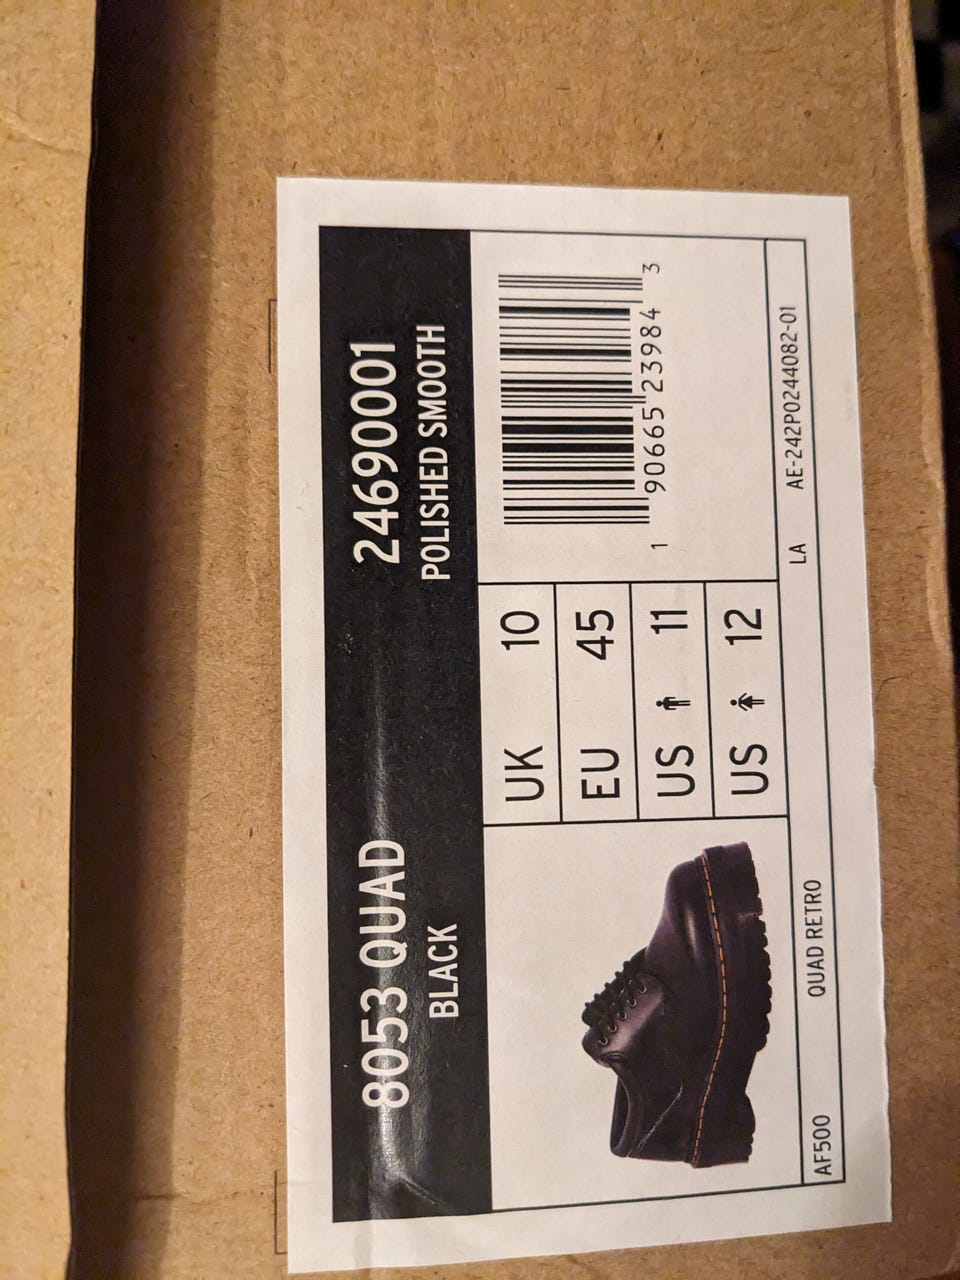 8053 QUAD 24690001
BLACK POLISHED SMOOTH
UK 10
EU 45
US 11
US 12
1 90665 23984 3
AF500 QUAD RETRO LA AE-242P0244082-01